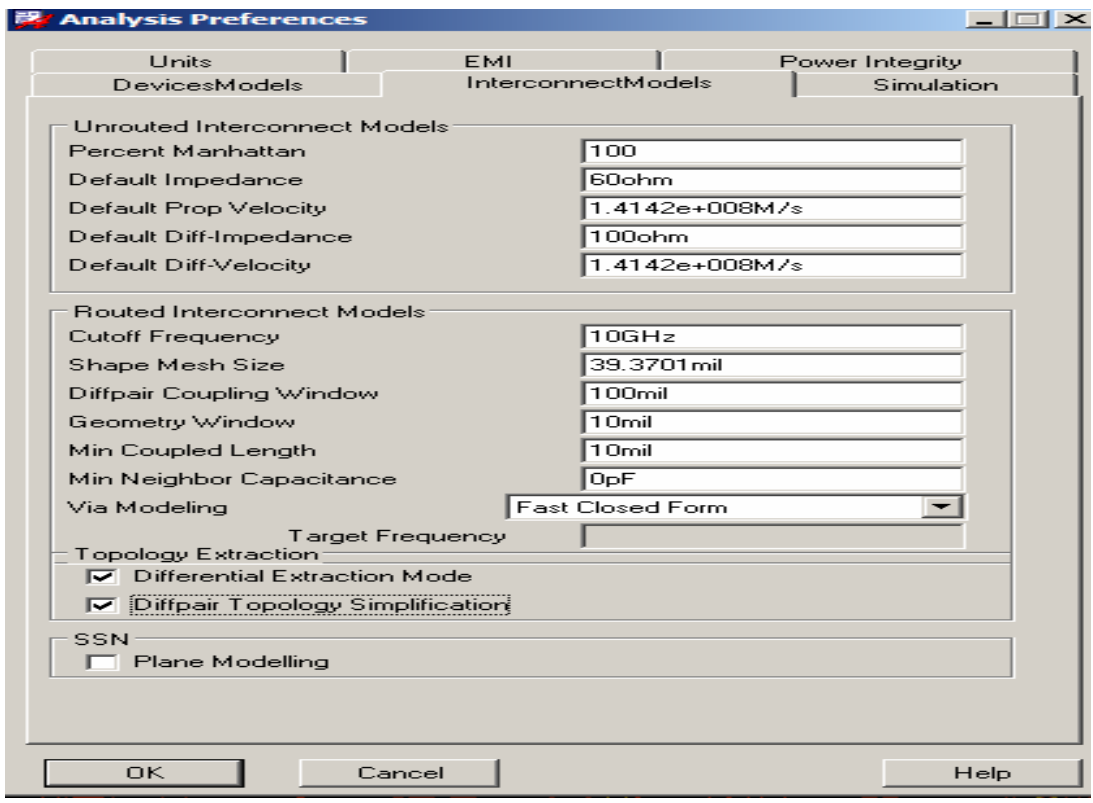 Analysis Preferences
Units EMI Power Integrity
DevicesModels InterconnectModels Simulation
Unrouted Interconnect Models
Percent Manhattan 100
Default Impedance 60ohm
Default Prop Velocity 1.4142e+008M/s
Default Diff-Impedance 100ohm
Default Diff-Velocity 1.4142e+008M/s
Routed Interconnect Models
Cutoff Frequency 10GHz
Shape Mesh Size 39.3701mil
Diffpair Coupling Window 100mil
Geometry Window 10mil
Min Coupled Length 10mil
Min Neighbor Capacitance 0pF
Via Modeling Fast Closed Form
Target Frequency
Topology Extraction
Differential Extraction Mode
Diffpair Topology Simplification
SSN
Plane Modelling
OK Cancel Help